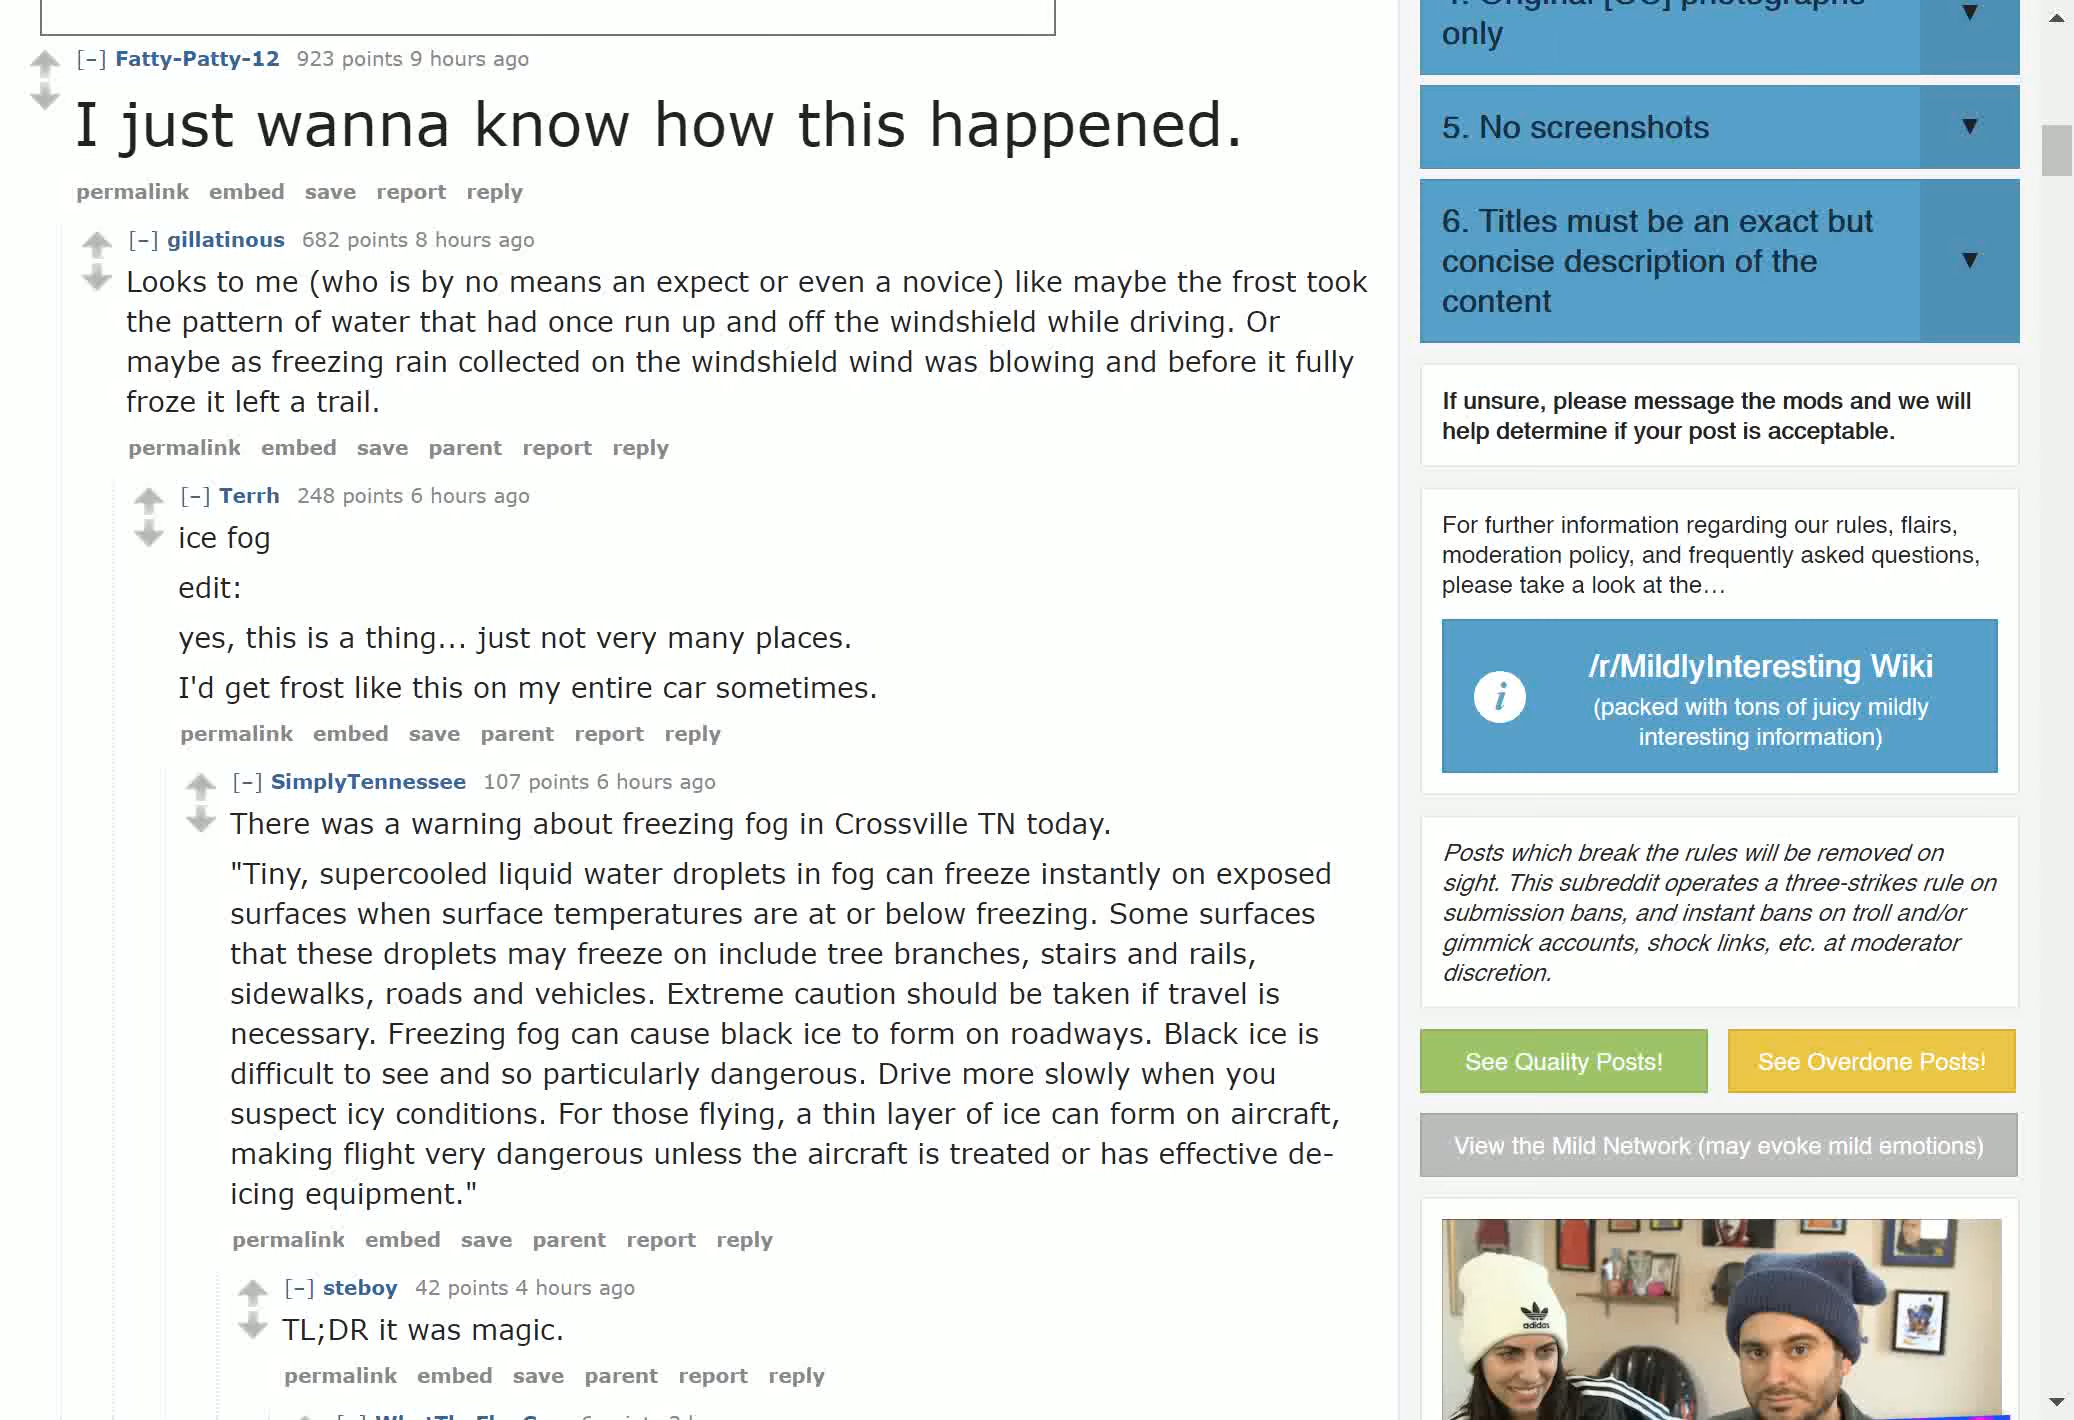 [–] Fatty-Patty-12 923 points 9 hours ago
I just wanna know how this happened.
permalink embed save report reply
[–] gillatinous 682 points 8 hours ago
Looks to me (who is by no means an expect or even a novice) like maybe the frost took
the pattern of water that had once run up and off the windshield while driving. Or
maybe as freezing rain collected on the windshield wind was blowing and before it fully
froze it left a trail.
permalink embed save parent report reply
[–] Terrh 248 points 6 hours ago
ice fog
edit:
yes, this is a thing... just not very many places.
I'd get frost like this on my entire car sometimes.
permalink embed save parent report reply
[–] SimplyTennessee 107 points 6 hours ago
There was a warning about freezing fog in Crossville TN today.
"Tiny, supercooled liquid water droplets in fog can freeze instantly on exposed
surfaces when surface temperatures are at or below freezing. Some surfaces
that these droplets may freeze on include tree branches, stairs and rails,
sidewalks, roads and vehicles. Extreme caution should be taken if travel is
necessary. Freezing fog can cause black ice to form on roadways. Black ice is
difficult to see and so particularly dangerous. Drive more slowly when you
suspect icy conditions. For those flying, a thin layer of ice can form on aircraft,
making flight very dangerous unless the aircraft is treated or has effective de-
icing equipment."
permalink embed save parent report reply
[–] steboy 42 points 4 hours ago
TL;DR it was magic.
permalink embed save parent report reply
4. Original [OC] photographs
only
5. No screenshots
6. Titles must be an exact but
concise description of the
content
If unsure, please message the mods and we will
help determine if your post is acceptable.
For further information regarding our rules, flairs,
moderation policy, and frequently asked questions,
please take a look at the…
/r/MildlyInteresting Wiki
(packed with tons of juicy mildly
interesting information)
Posts which break the rules will be removed on
sight. This subreddit operates a three-strikes rule on
submission bans, and instant bans on troll and/or
gimmick accounts, shock links, etc. at moderator
discretion.
See Quality Posts!
See Overdone Posts!
View the Mild Network (may evoke mild emotions)
adidas